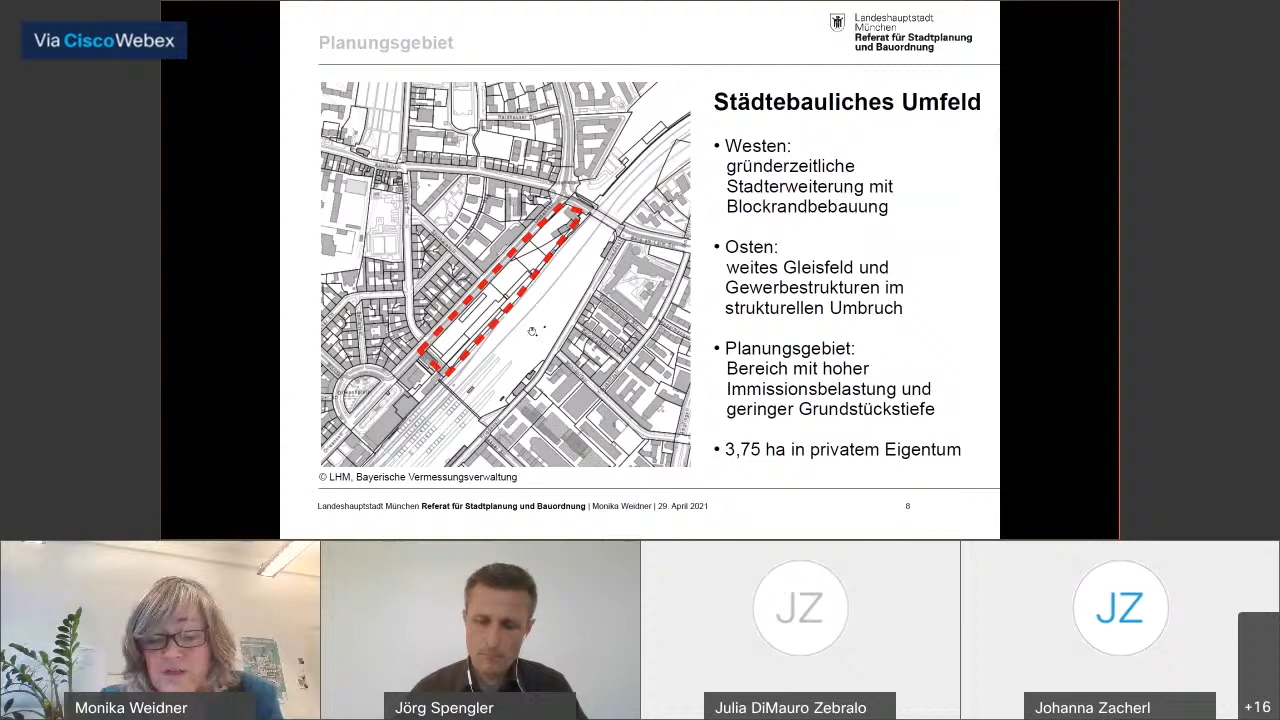 Via Cisco Webex
Planungsgebiet
Landeshauptstadt
München
Referat für Stadtplanung
und Bauordnung
Städtebauliches Umfeld
• Westen:
gründerzeitliche
Stadterweiterung mit
Blockrandbebauung
• Osten:
weites Gleisfeld und
Gewerbestrukturen im
strukturellen Umbruch
• Planungsgebiet:
Bereich mit hoher
Immissionsbelastung und
geringer Grundstückstiefe
• 3,75 ha in privatem Eigentum
© LHM, Bayerische Vermessungsverwaltung
Landeshauptstadt München Referat für Stadtplanung und Bauordnung | Monika Weidner | 29. April 2021
8
JZ
JZ
Monika Weidner
Jörg Spengler
Julia DiMauro Zebralo
Johanna Zacherl
+16